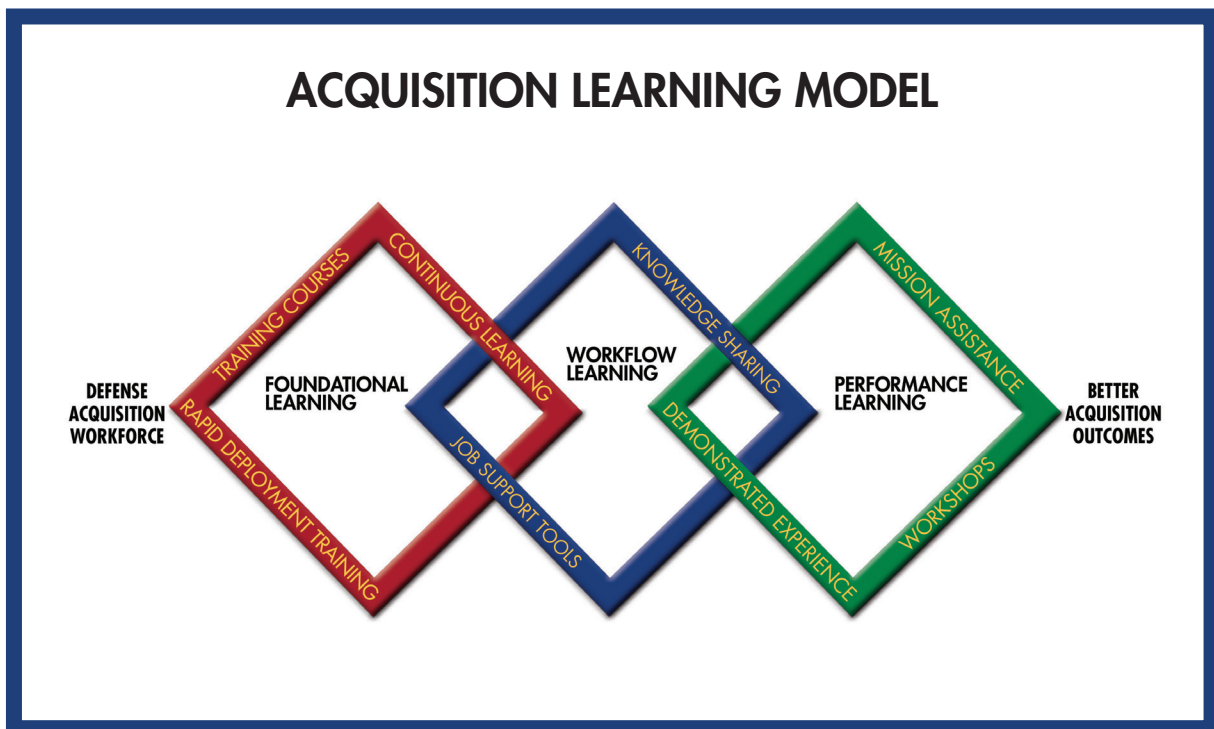 ACQUISITION LEARNING MODEL
DEFENSE
ACQUISITION
WORKFORCE
TRAINING COURSES
CONTINUOUS LEARNING
FOUNDATIONAL
LEARNING
RAPID DEPLOYMENT TRAINING
KNOWLEDGE SHARING
WORKFLOW
LEARNING
JOB SUPPORT TOOLS
MISSION ASSISTANCE
PERFORMANCE
LEARNING
DEMONSTRATED EXPERIENCE
WORKSHOPS
BETTER
ACQUISITION
OUTCOMES